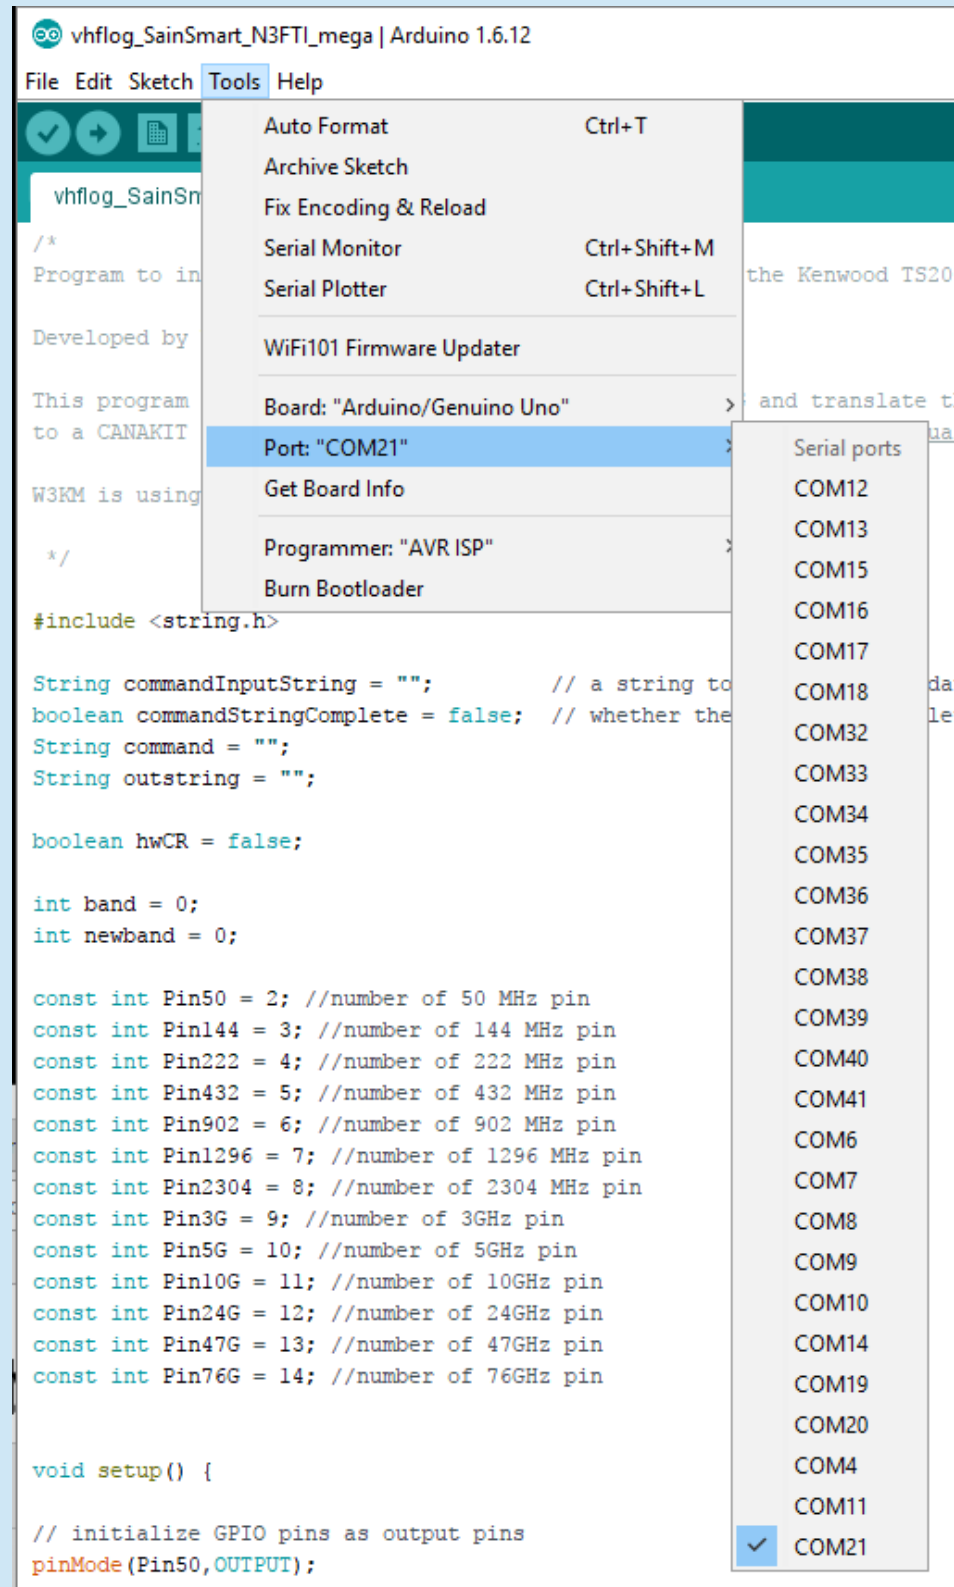 vhflog_SainSmart_N3FTI_mega | Arduino 1.6.12
File Edit Sketch Tools Help
Auto Format Ctrl+T
Archive Sketch
Fix Encoding & Reload
Serial Monitor Ctrl+Shift+M
Serial Plotter Ctrl+Shift+L
WiFi101 Firmware Updater
Board: "Arduino/Genuino Uno"
Port: "COM21"
Get Board Info
Programmer: "AVR ISP"
Burn Bootloader
Serial ports
COM12
COM13
COM15
COM16
COM17
COM18
COM32
COM33
COM34
COM35
COM36
COM37
COM38
COM39
COM40
COM41
COM6
COM7
COM8
COM9
COM10
COM14
COM19
COM20
COM4
COM11
COM21
vhflog_SainSm
/*
Program to in the Kenwood TS20
Developed by
This program and translate t
to a CANAKIT
W3KM is using
*/
#include <string.h>
String commandInputString = ""; // a string to da
boolean commandStringComplete = false; // whether the le
String command = "";
String outstring = "";
boolean hwCR = false;
int band = 0;
int newband = 0;
const int Pin50 = 2; //number of 50 MHz pin
const int Pin144 = 3; //number of 144 MHz pin
const int Pin222 = 4; //number of 222 MHz pin
const int Pin432 = 5; //number of 432 MHz pin
const int Pin902 = 6; //number of 902 MHz pin
const int Pin1296 = 7; //number of 1296 MHz pin
const int Pin2304 = 8; //number of 2304 MHz pin
const int Pin3G = 9; //number of 3GHz pin
const int Pin5G = 10; //number of 5GHz pin
const int Pin10G = 11; //number of 10GHz pin
const int Pin24G = 12; //number of 24GHz pin
const int Pin47G = 13; //number of 47GHz pin
const int Pin76G = 14; //number of 76GHz pin
void setup() {
// initialize GPIO pins as output pins
pinMode(Pin50,OUTPUT);